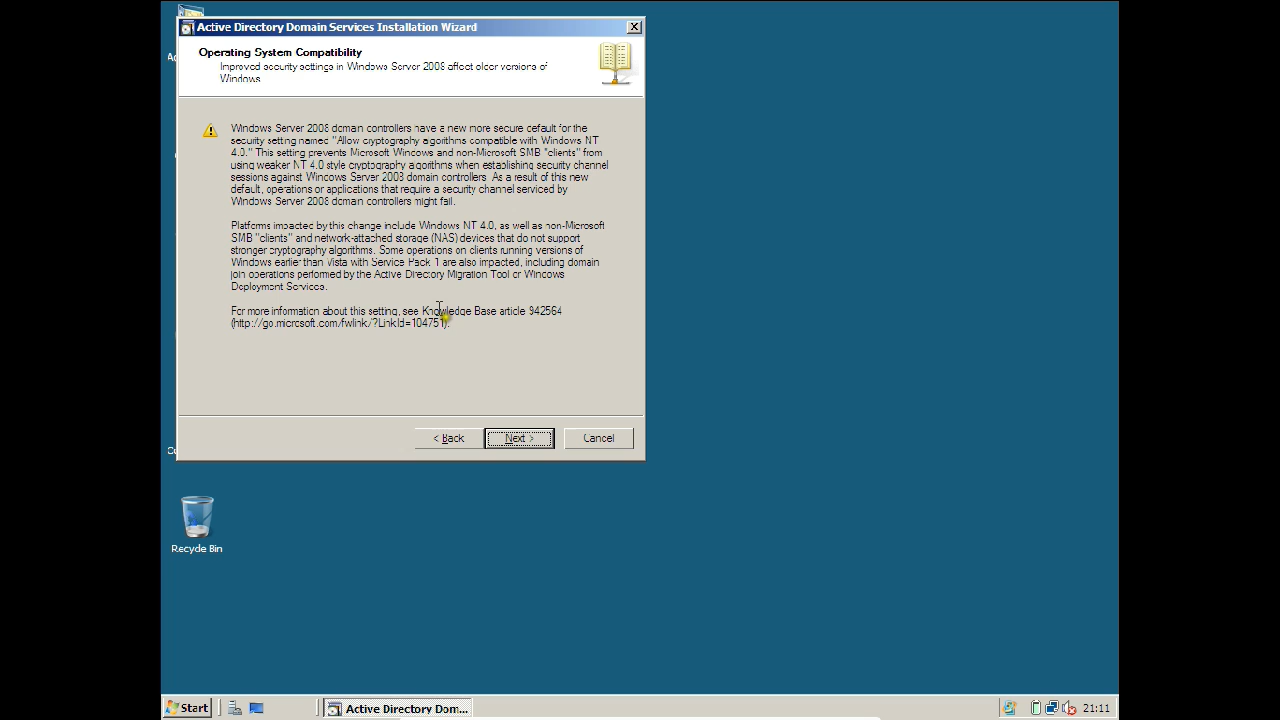 Active Directory Domain Services Installation Wizard
Operating System Compatibility
Improved security settings in Windows Server 2008 affect older versions of
Windows.
Windows Server 2008 domain controllers have a new more secure default for the
security setting named "Allow cryptography algorithms compatible with Windows NT
4.0." This setting prevents Microsoft Windows and non-Microsoft SMB "clients" from
using weaker NT 4.0 style cryptography algorithms when establishing security channel
sessions against Windows Server 2008 domain controllers. As a result of this new
default, operations or applications that require a security channel serviced by
Windows Server 2008 domain controllers might fail.
Platforms impacted by this change include Windows NT 4.0, as well as non-Microsoft
SMB "clients" and network-attached storage (NAS) devices that do not support
stronger cryptography algorithms. Some operations on clients running versions of
Windows earlier than Vista with Service Pack 1 are also impacted, including domain
join operations performed by the Active Directory Migration Tool or Windows
Deployment Services.
For more information about this setting, see Knowledge Base article 942564
(http://go.microsoft.com/fwlink/?LinkId=104751).
< Back
Next >
Cancel
Recycle Bin
Start
Active Directory Dom...
21:11